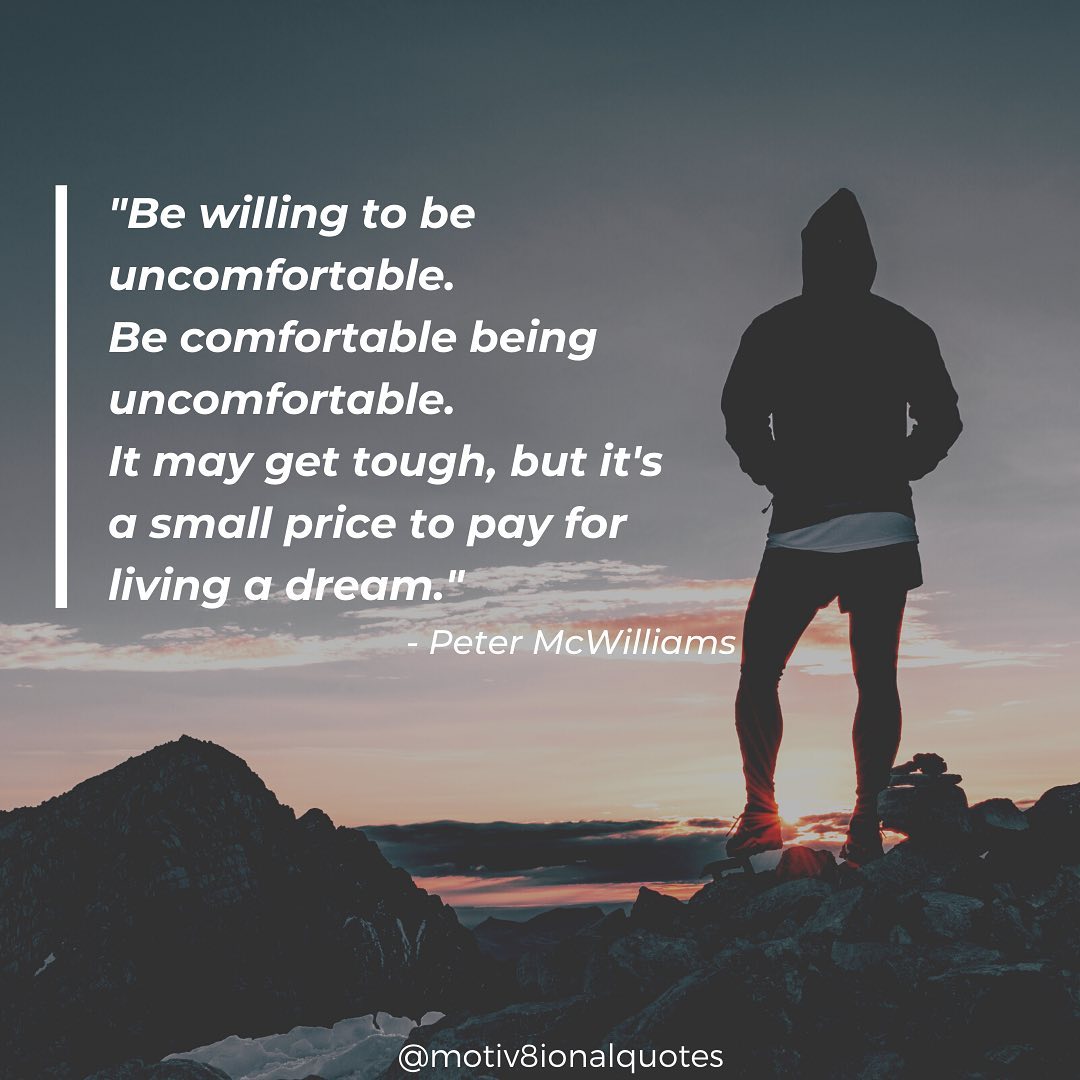 "Be willing to be
uncomfortable.
Be comfortable being
uncomfortable.
It may get tough, but it's
a small price to pay for
living a dream."
- Peter McWilliams
@motiv8ionalquotes